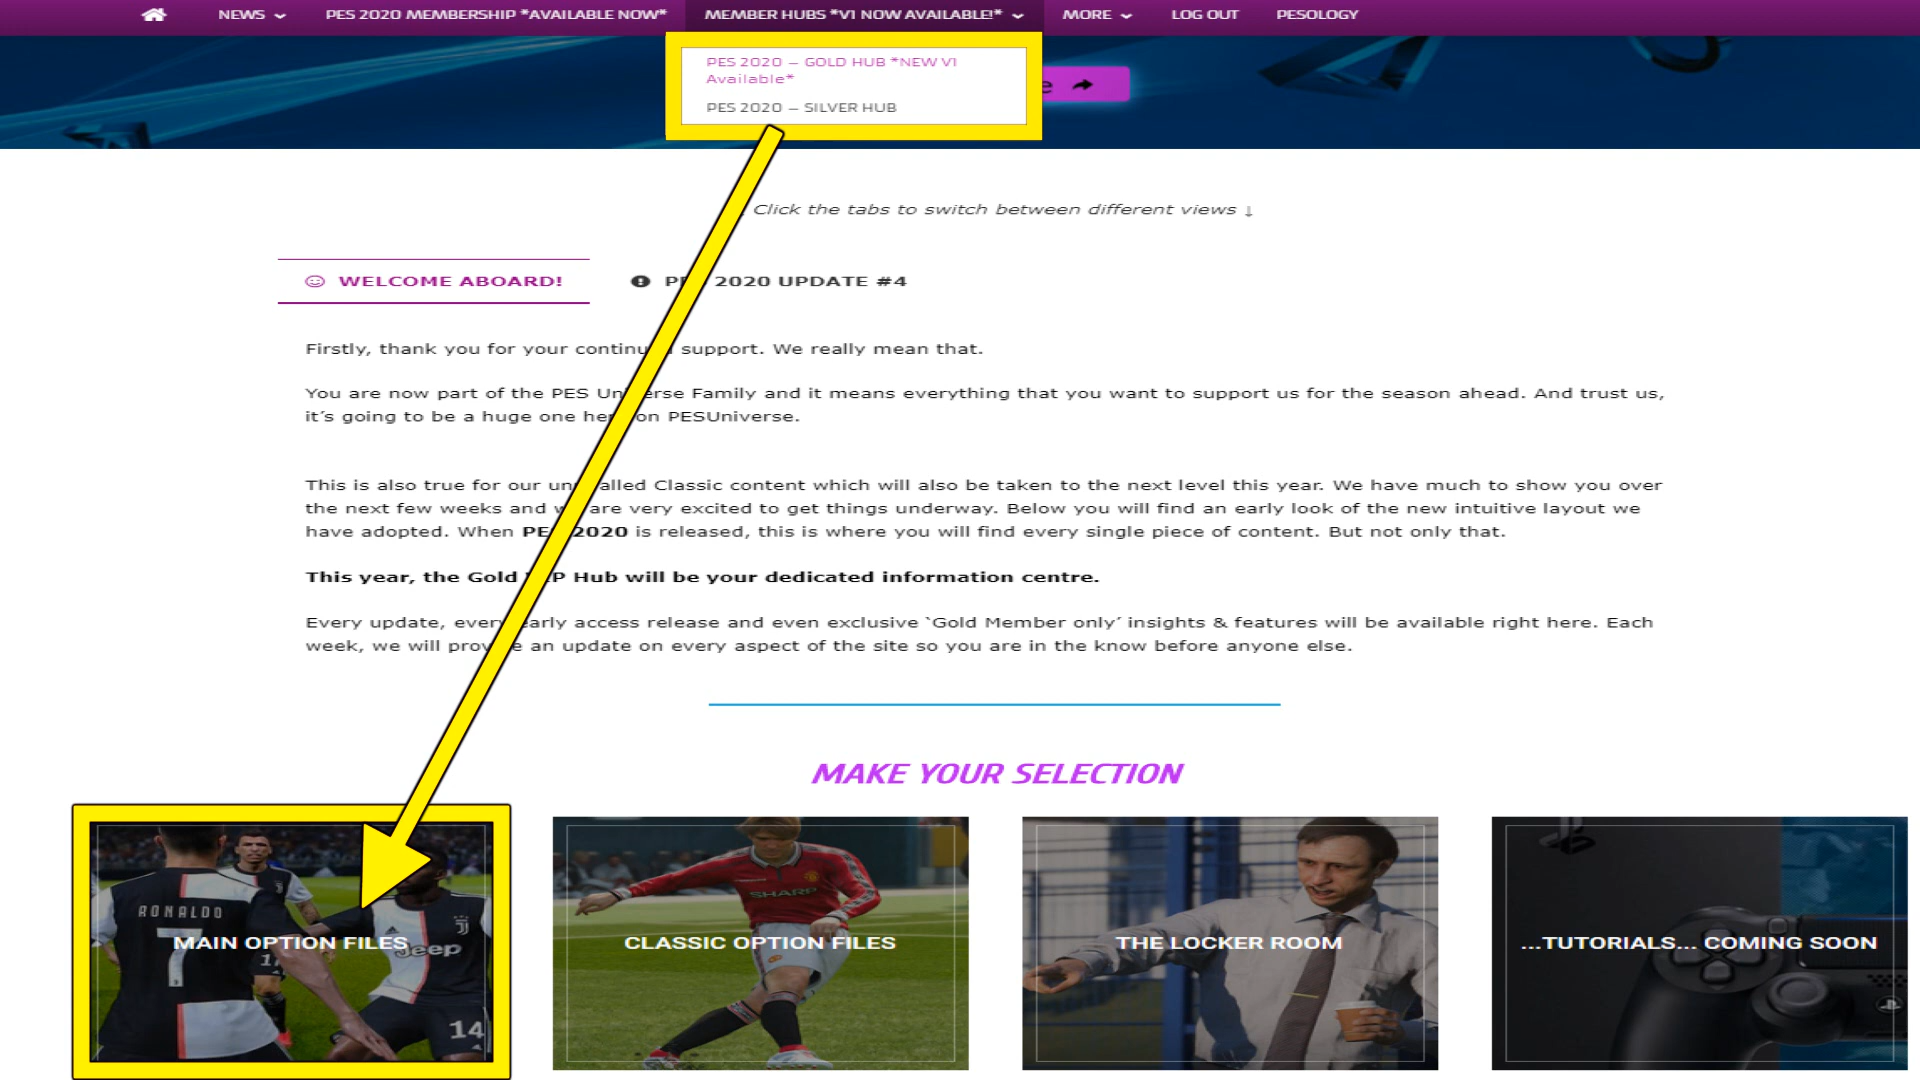 NEWS PES 2020 MEMBERSHIP *AVAILABLE NOW* MEMBER HUBS *V1 NOW AVAILABLE!* MORE LOG OUT PESOLOGY
PES 2020 – GOLD HUB *NEW V1
Available*
PES 2020 – SILVER HUB
Click the tabs to switch between different views ↓
WELCOME ABOARD!
2020 UPDATE #4
Firstly, thank you for your support. We really mean that.
You are now part of the PES Family and it means everything that you want to support us for the season ahead. And trust us,
it's going to be a huge one on PESUniverse.
This is also true for our Classic content which will also be taken to the next level this year. We have much to show you over
the next few weeks and are very excited to get things underway. Below you will find an early look of the new intuitive layout we
have adopted. When 2020 is released, this is where you will find every single piece of content. But not only that.
This year, the Gold Hub will be your dedicated information centre.
Every update, early access release and even exclusive `Gold Member only´ insights & features will be available right here. Each
week, we will an update on every aspect of the site so you are in the know before anyone else.
MAKE YOUR SELECTION
RONALDO
7
MAIN OPTION FILES
Jeep
17
14
SHARP
CLASSIC OPTION FILES
THE LOCKER ROOM
...TUTORIALS... COMING SOON